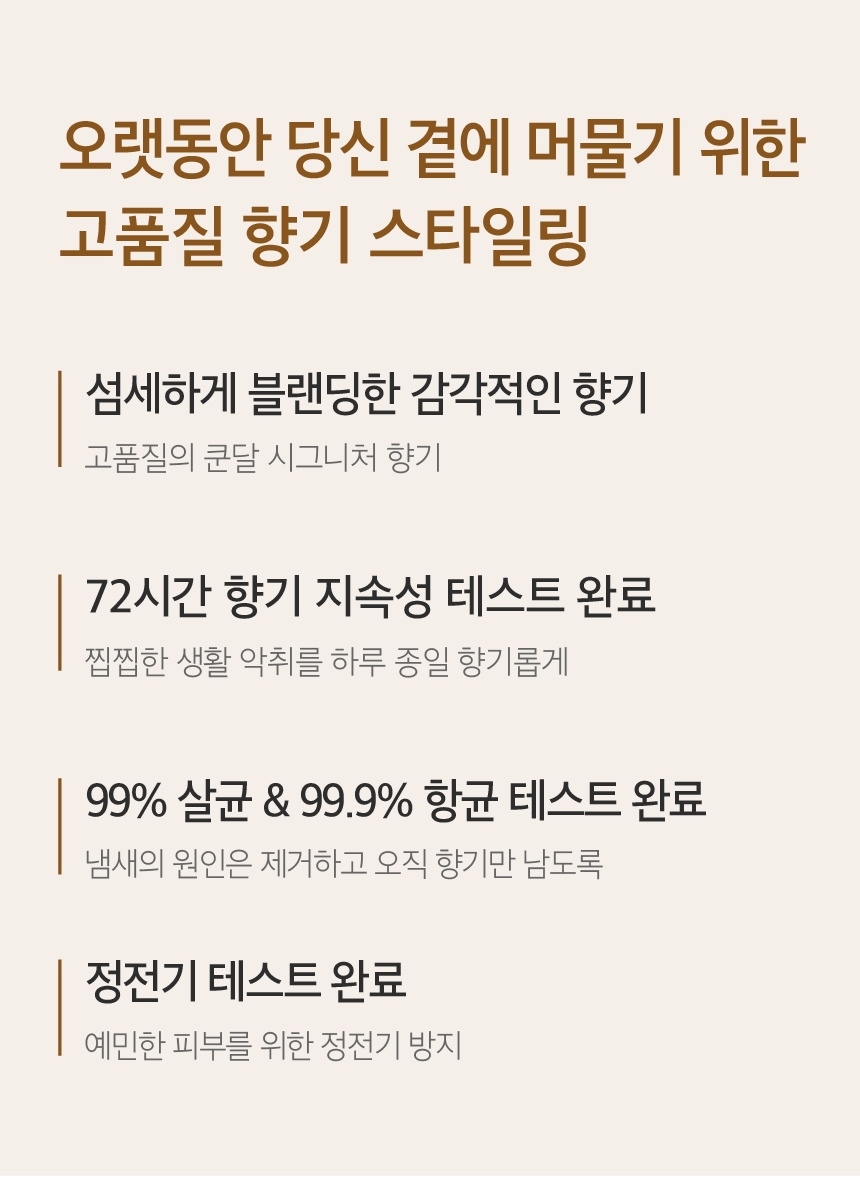 오랫동안 당신 곁에 머물기 위한
고품질 향기 스타일링
섬세하게 블랜딩한 감각적인 향기
고품질의 쿤달 시그니처 향기
72시간 향기 지속성 테스트 완료
찝찝한 생활 악취를 하루 종일 향기롭게
99% 살균 & 99.9% 항균 테스트 완료
냄새의 원인은 제거하고 오직 향기만 남도록
정전기 테스트 완료
예민한 피부를 위한 정전기 방지